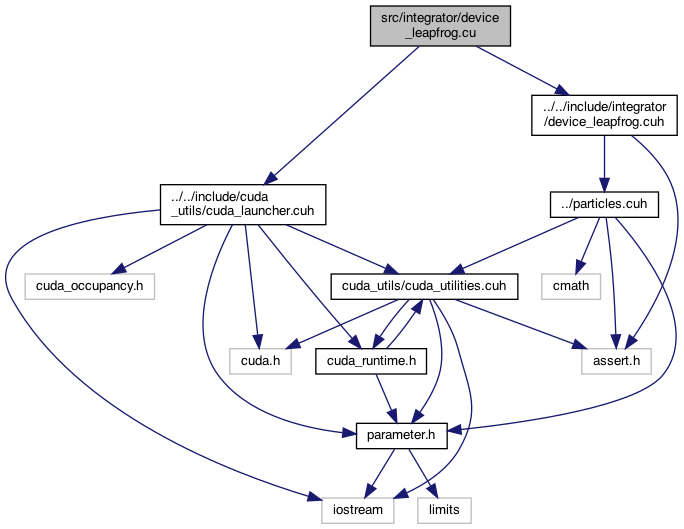 src/integrator/device
_leapfrog.cu
../../include/integrator
/device_leapfrog.cuh
../../include/cuda
_utils/cuda_launcher.cuh
../particles.cuh
cuda_occupancy.h
cuda_utils/cuda_utilities.cuh
cmath
cuda.h
cuda_runtime.h
assert.h
parameter.h
iostream
limits